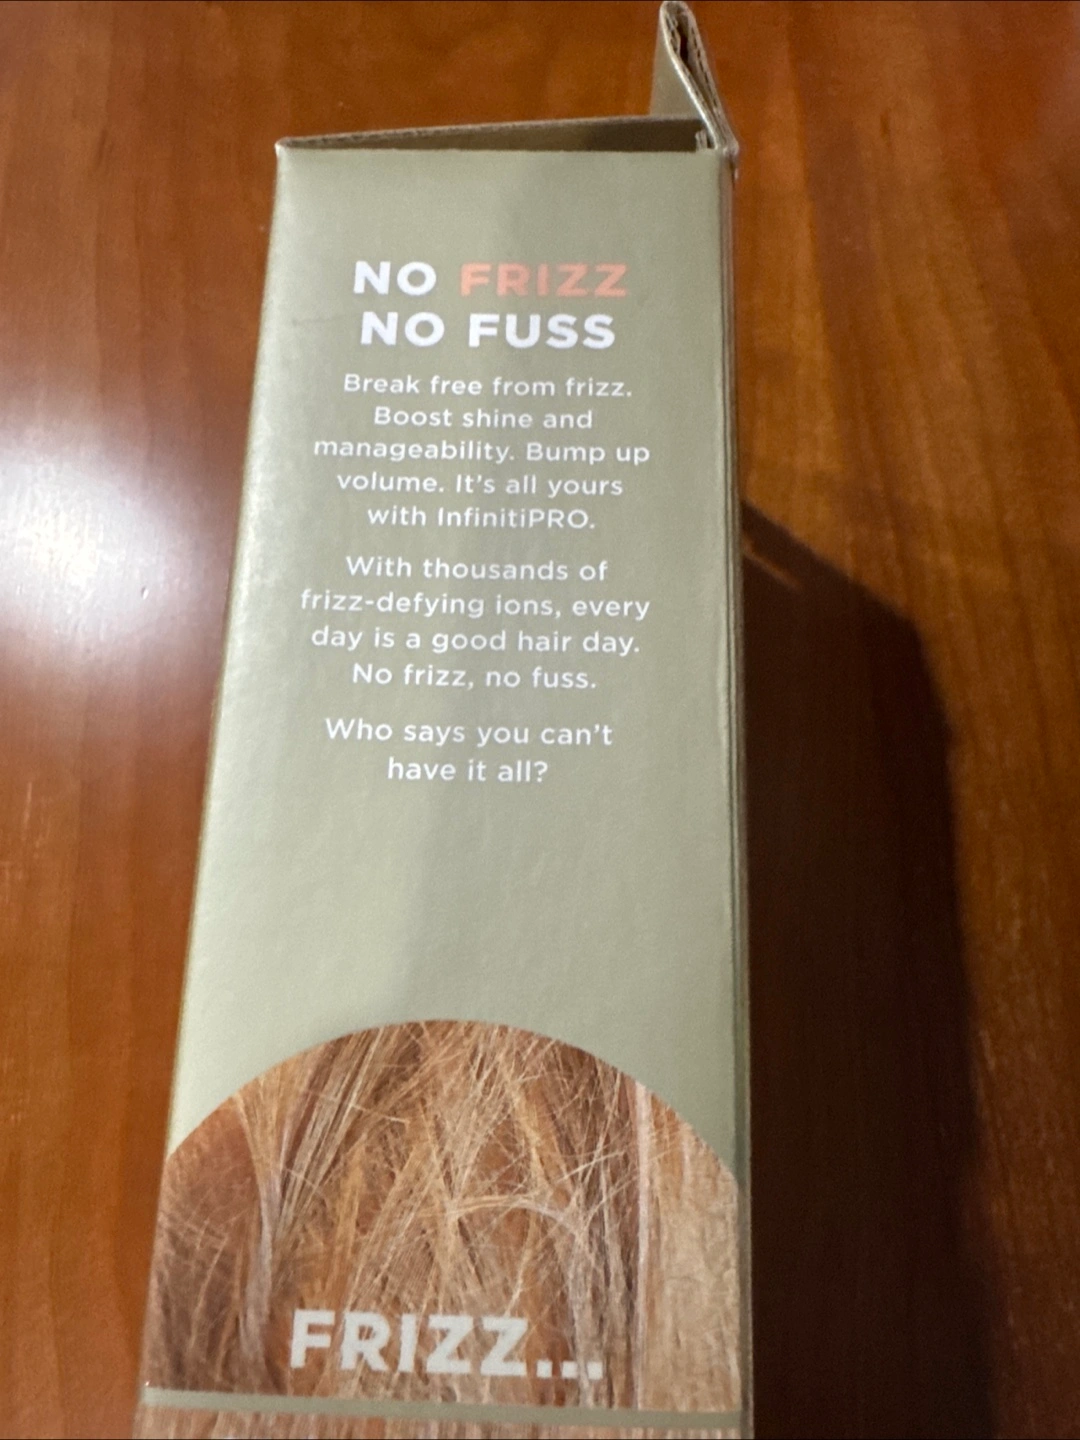 NO FRIZZ
NO FUSS
Break free from frizz.
Boost shine and
manageability. Bump up
volume. It's all yours
with InfinitiPRO.
With thousands of
frizz-defying ions, every
day is a good hair day.
No frizz, no fuss.
Who says you can't
have it all?
FRIZZ...